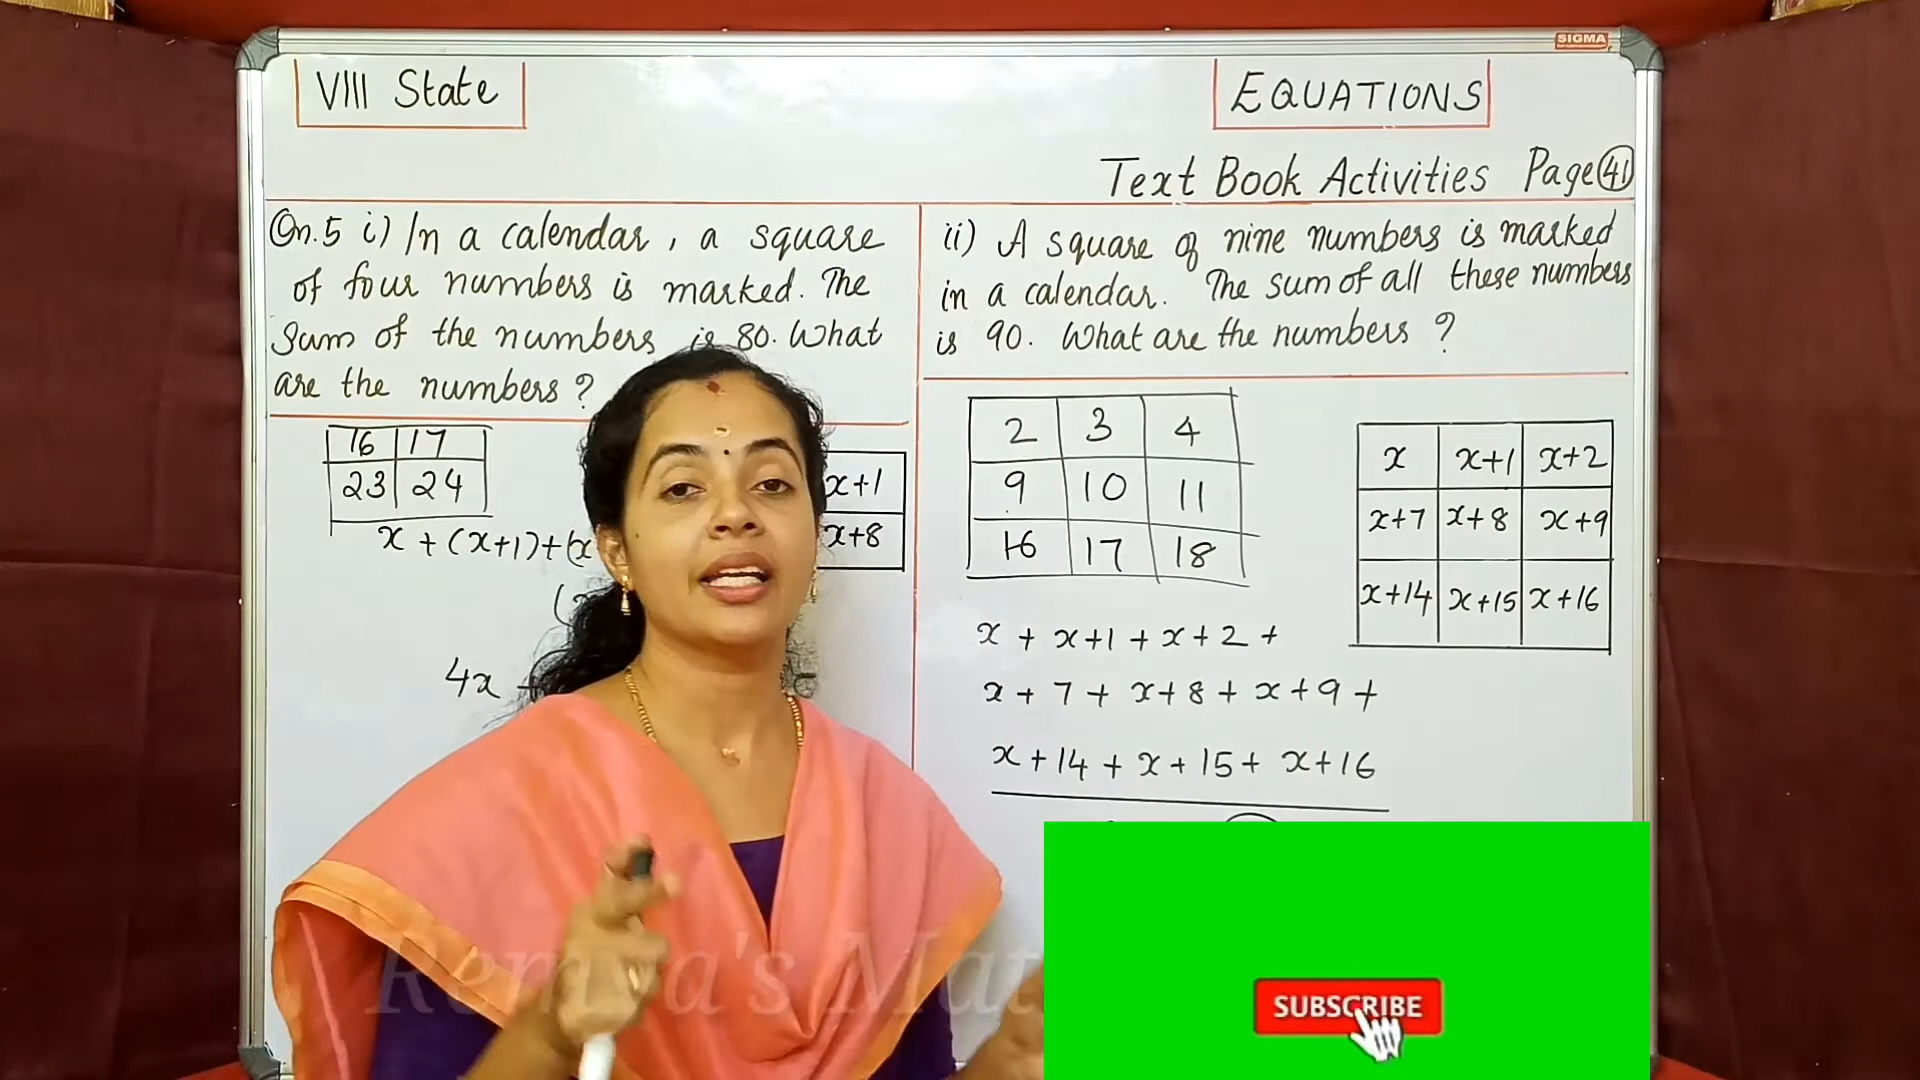 SIGMA
VIII State
EQUATIONS
Text Book Activities Page 41
Qn.5 i) In a calendar, a square
of four numbers is marked. The
Sum of the numbers is 80. What
are the numbers?
16 17
23 24
x+1
x+8
x + (x+1) + (x
4x +
ii) A square of nine numbers is marked
in a calendar. The sum of all these numbers
is 90. What are the numbers ?
2 3 4
9 10 11
16 17 18
x x+1 x+2
x+7 x+8 x+9
x+14 x+15 x+16
x + x+1 + x+2 +
x + 7 + x+8 + x+9 +
x+14 + x+15 + x+16
Remya's Mat
SUBSCRIBE